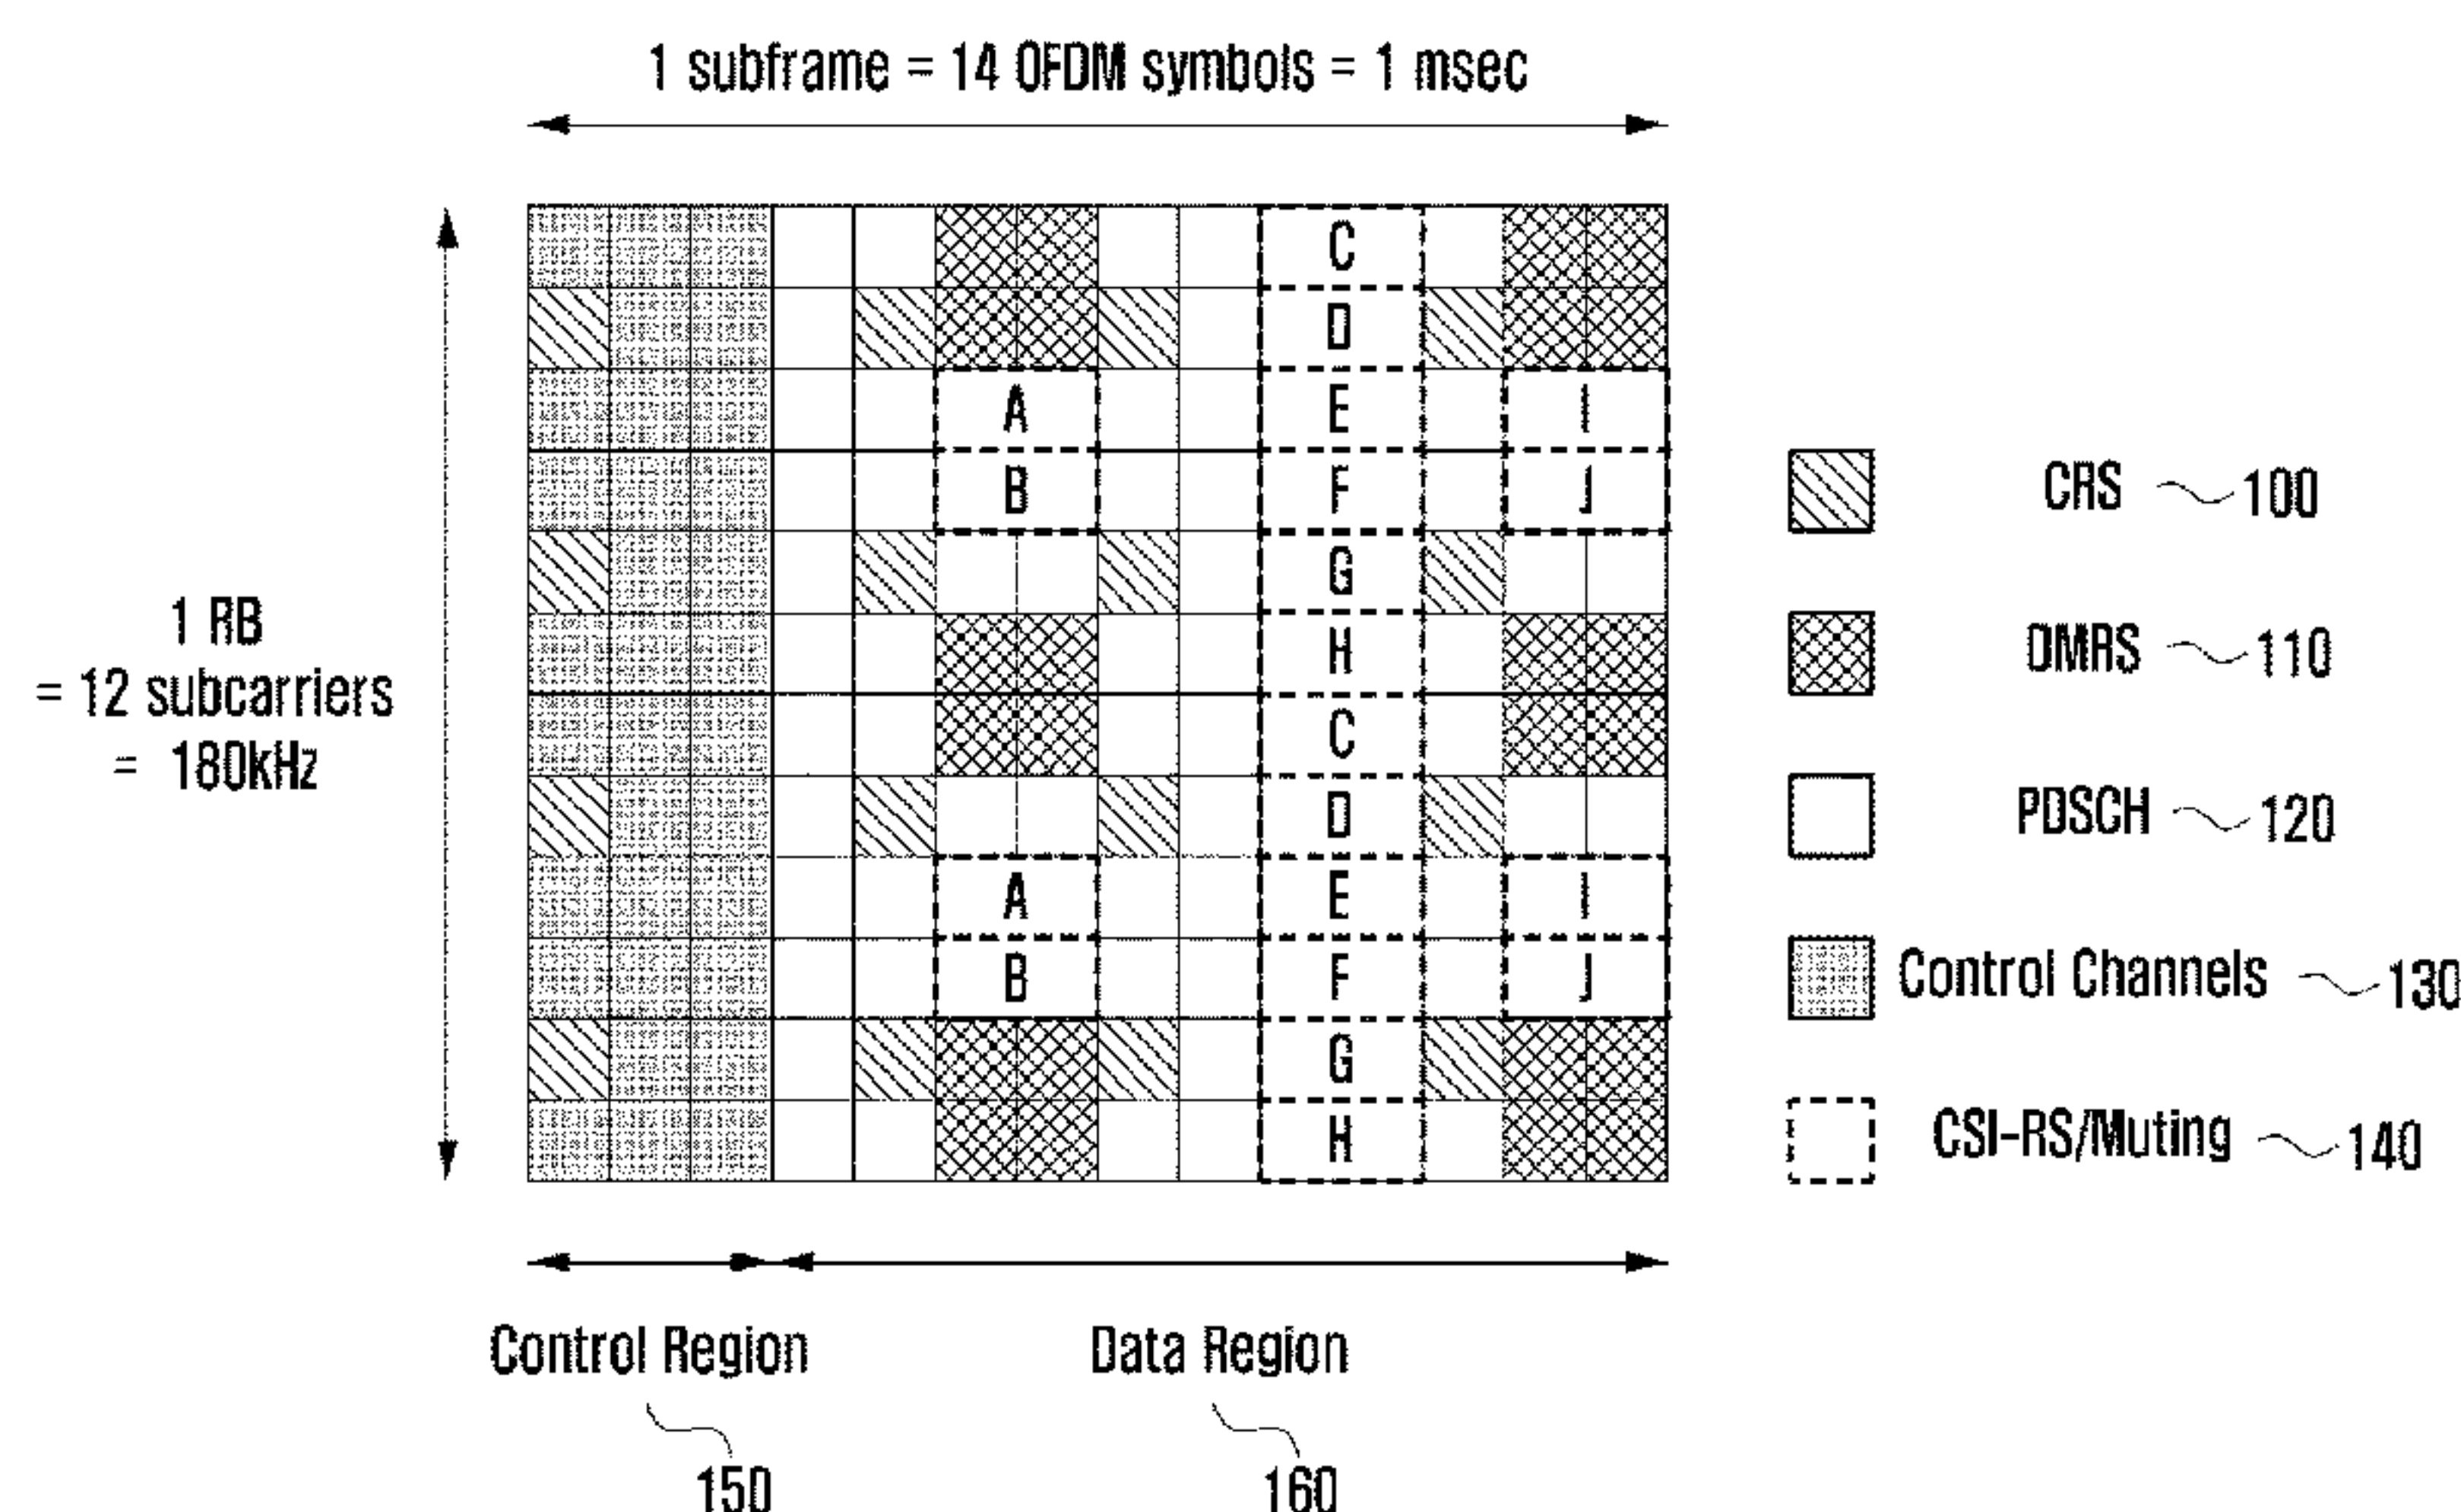 1 subframe = 14 OFDM symbols = 1 msec
1 RB
= 12 subcarriers
= 180kHz
C
D
A E I
B F J
G
H
C
D
A E I
B F J
G
H
CRS 100
DMRS 110
PDSCH 120
Control Channels 130
CSI-RS/Muting 140
Control Region Data Region
150 160